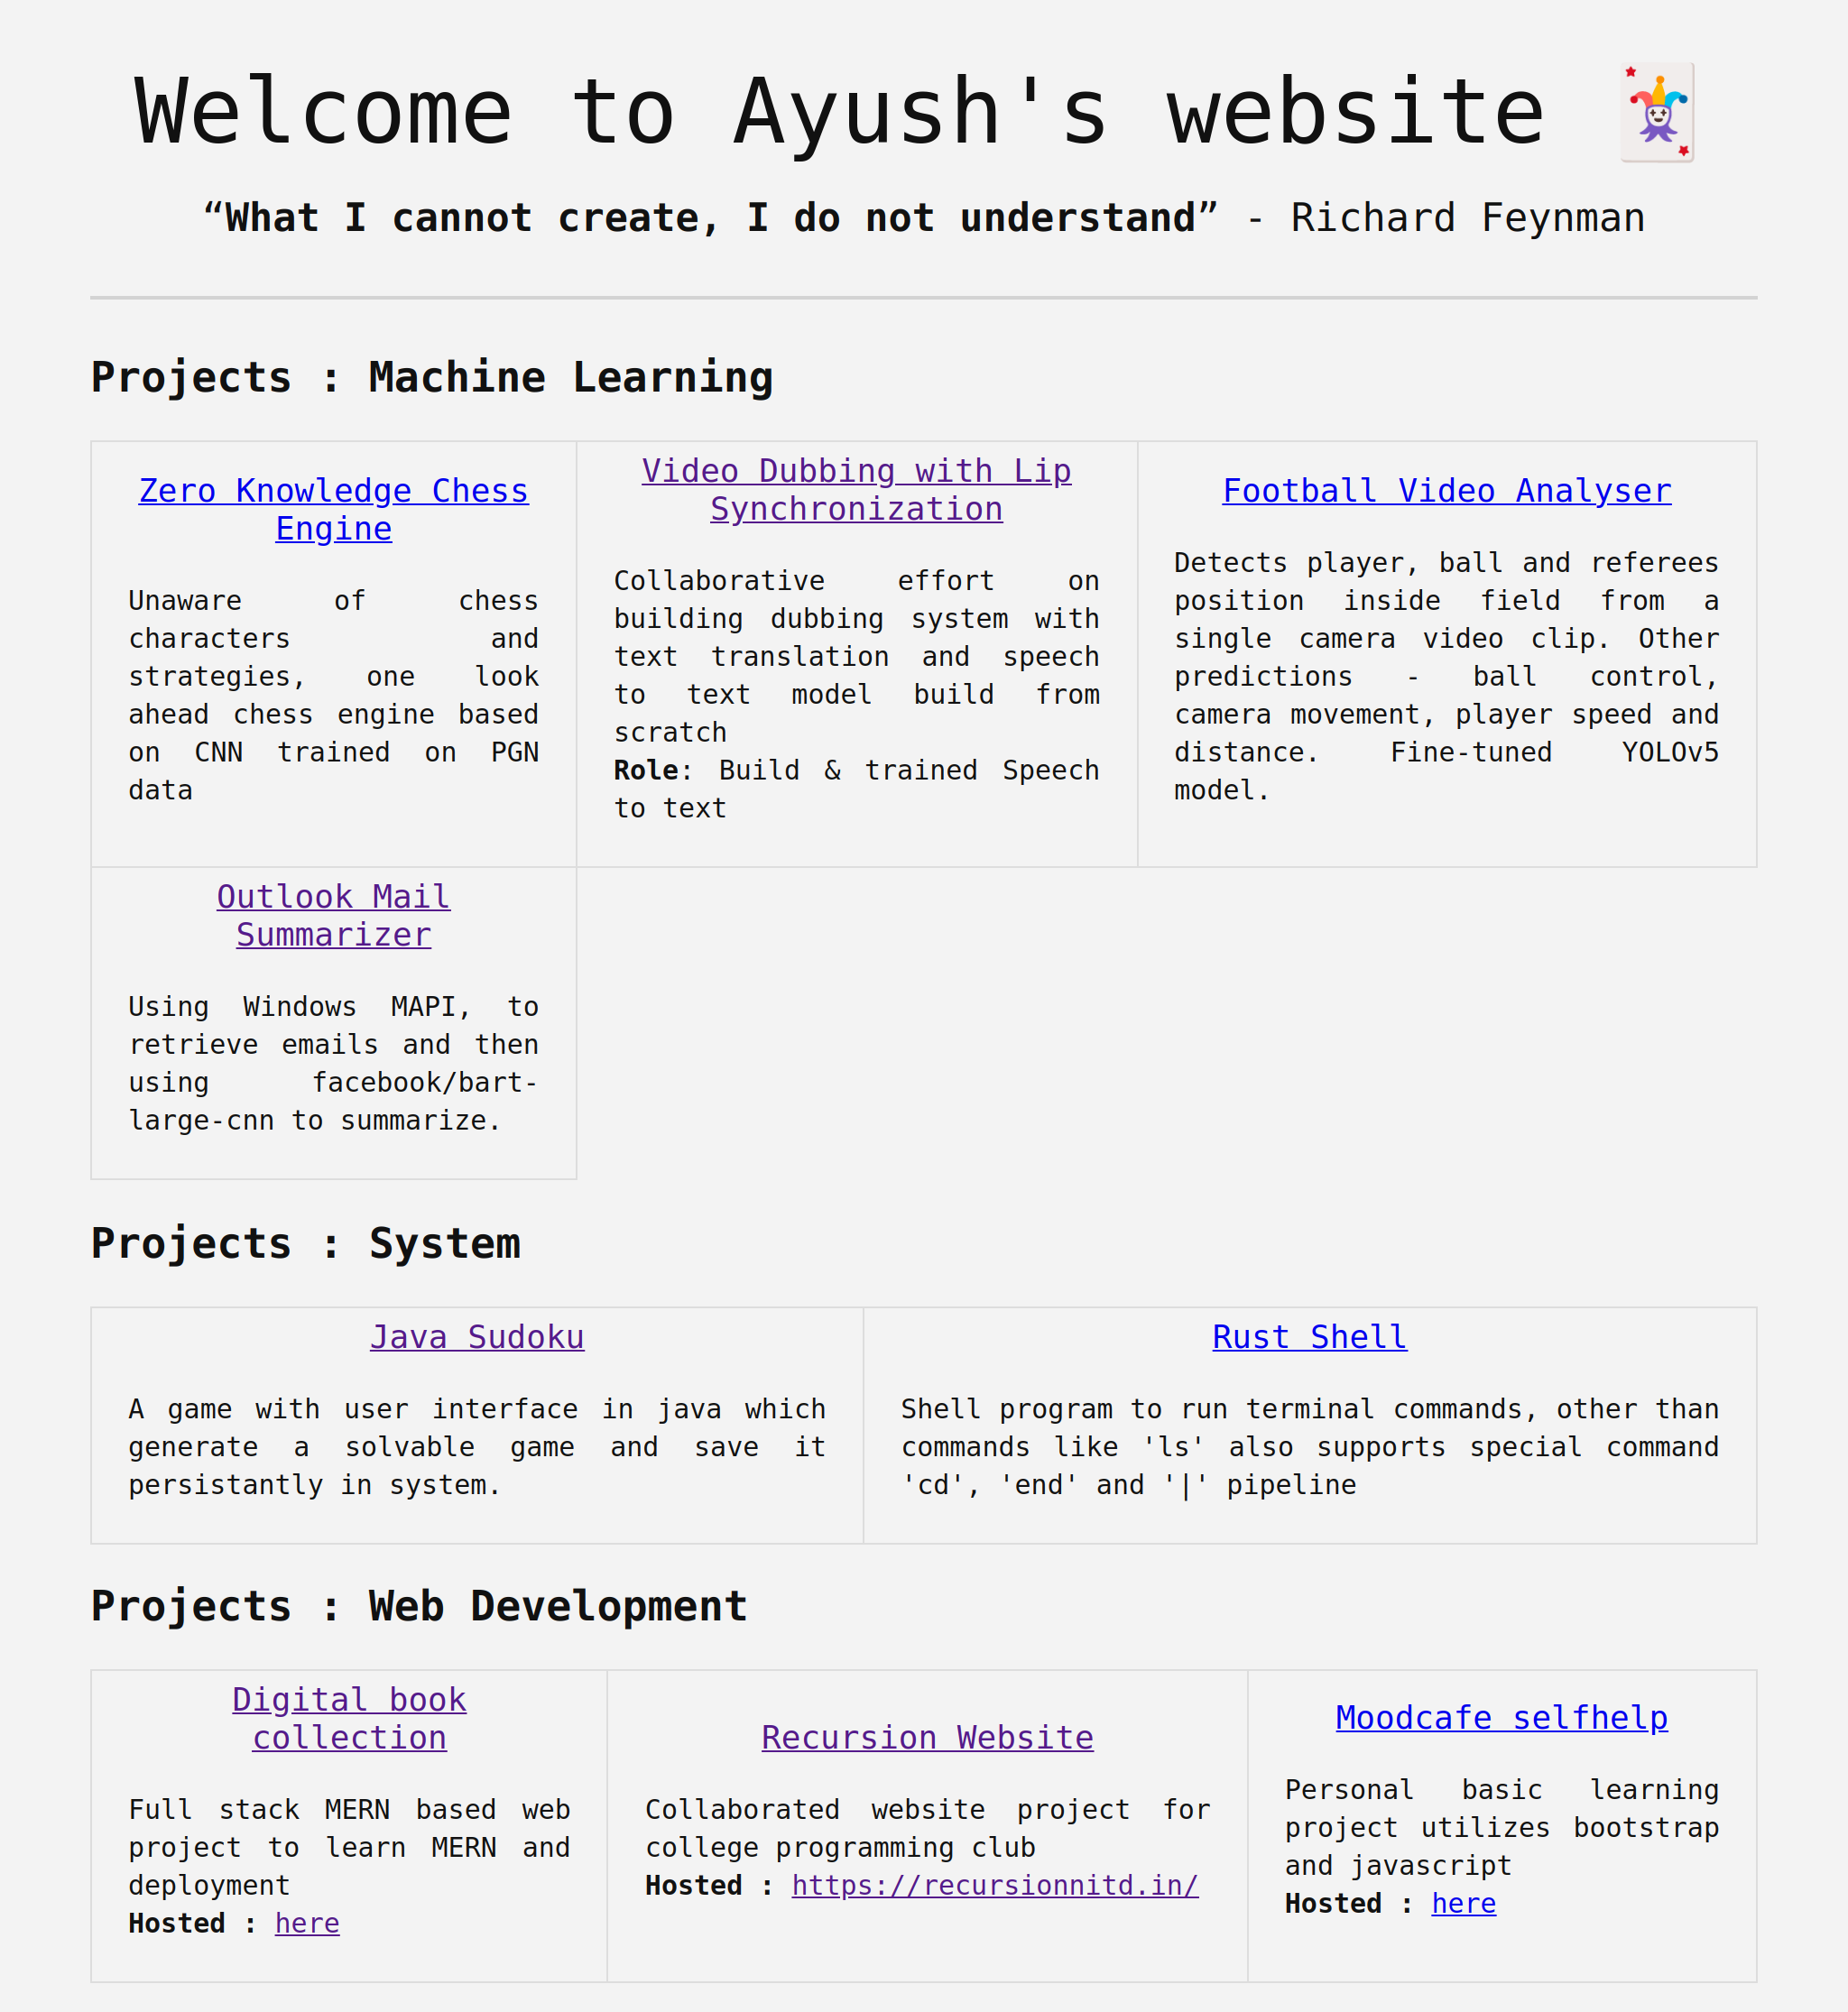 Welcome to Ayush's website
“What I cannot create, I do not understand” - Richard Feynman
Projects : Machine Learning
Zero Knowledge Chess
Engine
Unaware of chess
characters and
strategies, one look
ahead chess engine based
on CNN trained on PGN
data
Video Dubbing with Lip
Synchronization
Collaborative effort on
building dubbing system with
text translation and speech
to text model build from
scratch
Role: Build & trained Speech
to text
Football Video Analyser
Detects player, ball and referees
position inside field from a
single camera video clip. Other
predictions - ball control,
camera movement, player speed and
distance. Fine-tuned YOLOv5
model.
Outlook Mail
Summarizer
Using Windows MAPI, to
retrieve emails and then
using facebook/bart-
large-cnn to summarize.
Projects : System
Java Sudoku
A game with user interface in java which
generate a solvable game and save it
persistantly in system.
Rust Shell
Shell program to run terminal commands, other than
commands like 'ls' also supports special command
'cd', 'end' and '|' pipeline
Projects : Web Development
Digital book
collection
Full stack MERN based web
project to learn MERN and
deployment
Hosted : here
Recursion Website
Collaborated website project for
college programming club
Hosted : https://recursionnitd.in/
Moodcafe selfhelp
Personal basic learning
project utilizes bootstrap
and javascript
Hosted : here